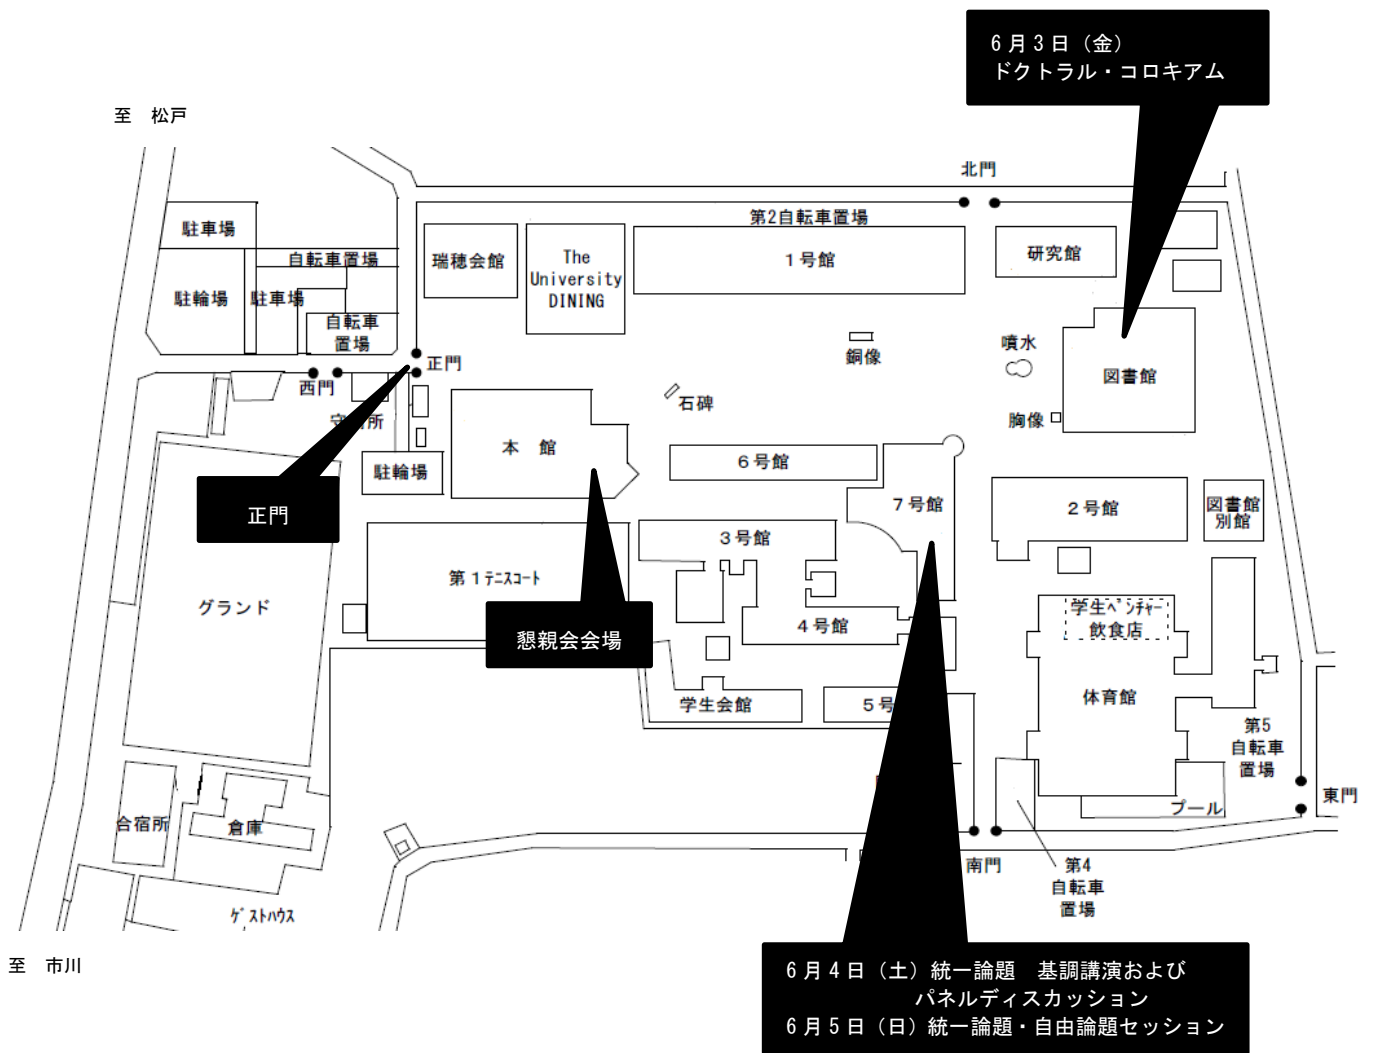 6月3日（金）
ドクトラル・コロキアム
至　松戸
北門
第2自転車置場
駐車場
瑞穂会館
The
University
DINING
1号館
研究館
自転車置場
駐輪場
駐車場
自転車
置場
正門
銅像
噴水
図書館
西門
石碑
胸像
守　所
本　館
駐輪場
6号館
7号館
2号館
図書館
別館
正門
3号館
第1ﾃﾆｽｺｰﾄ
グランド
学生ﾍﾞﾝﾁｬｰ
飲食店
4号館
懇親会会場
体育館
学生会館
5号
第5
自転車
置場
東門
プール
合宿所
倉庫
南門
第4
自転車
置場
ｹﾞｽﾄﾊｳｽ
至　市川
6月4日（土）統一論題　基調講演および
パネルディスカッション
6月5日（日）統一論題・自由論題セッション